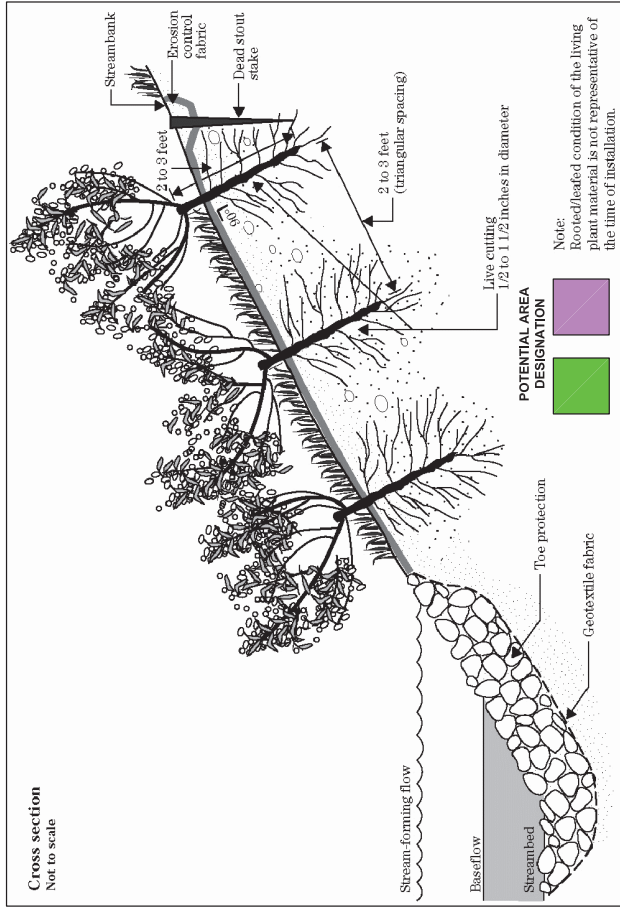 Cross section
Not to scale
Streambank
Erosion
control
fabric
Dead stout
stake
2 to 3 feet
90°
2 to 3 feet
(triangular spacing)
Live cutting
1/2 to 1 1/2 inches in diameter
Stream-forming flow
Baseflow
Streambed
Toe protection
Geotextile fabric
POTENTIAL AREA
DESIGNATION
Note:
Rooted/leafed condition of the living
plant material is not representative of
the time of installation.